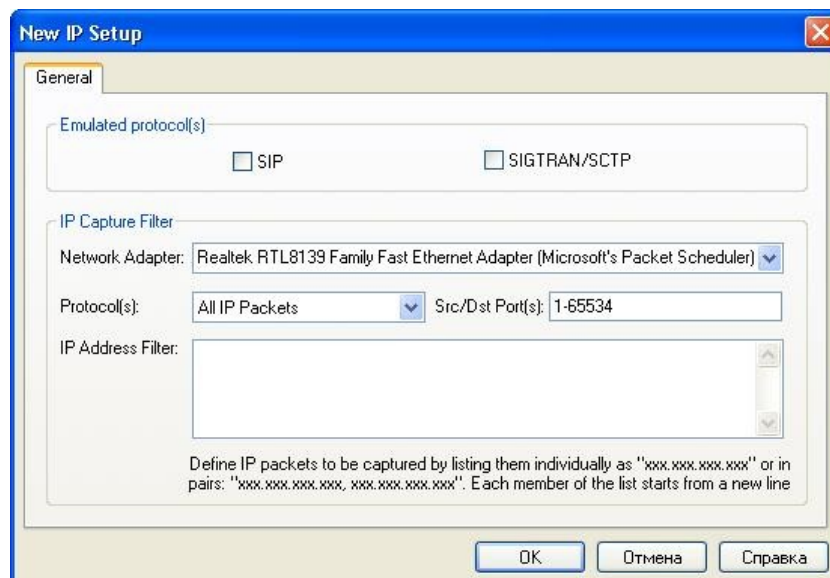 New IP Setup
General
Emulated protocol(s)
SIP SIGTRAN/SCTP
IP Capture Filter
Network Adapter: Realtek RTL8139 Family Fast Ethernet Adapter (Microsoft's Packet Scheduler)
Protocol(s): All IP Packets Src/Dst Port(s): 1-65534
IP Address Filter:
Define IP packets to be captured by listing them individually as "xxx.xxx.xxx.xxx" or in
pairs: "xxx.xxx.xxx.xxx, xxx.xxx.xxx.xxx". Each member of the list starts from a new line
OK Отмена Справка